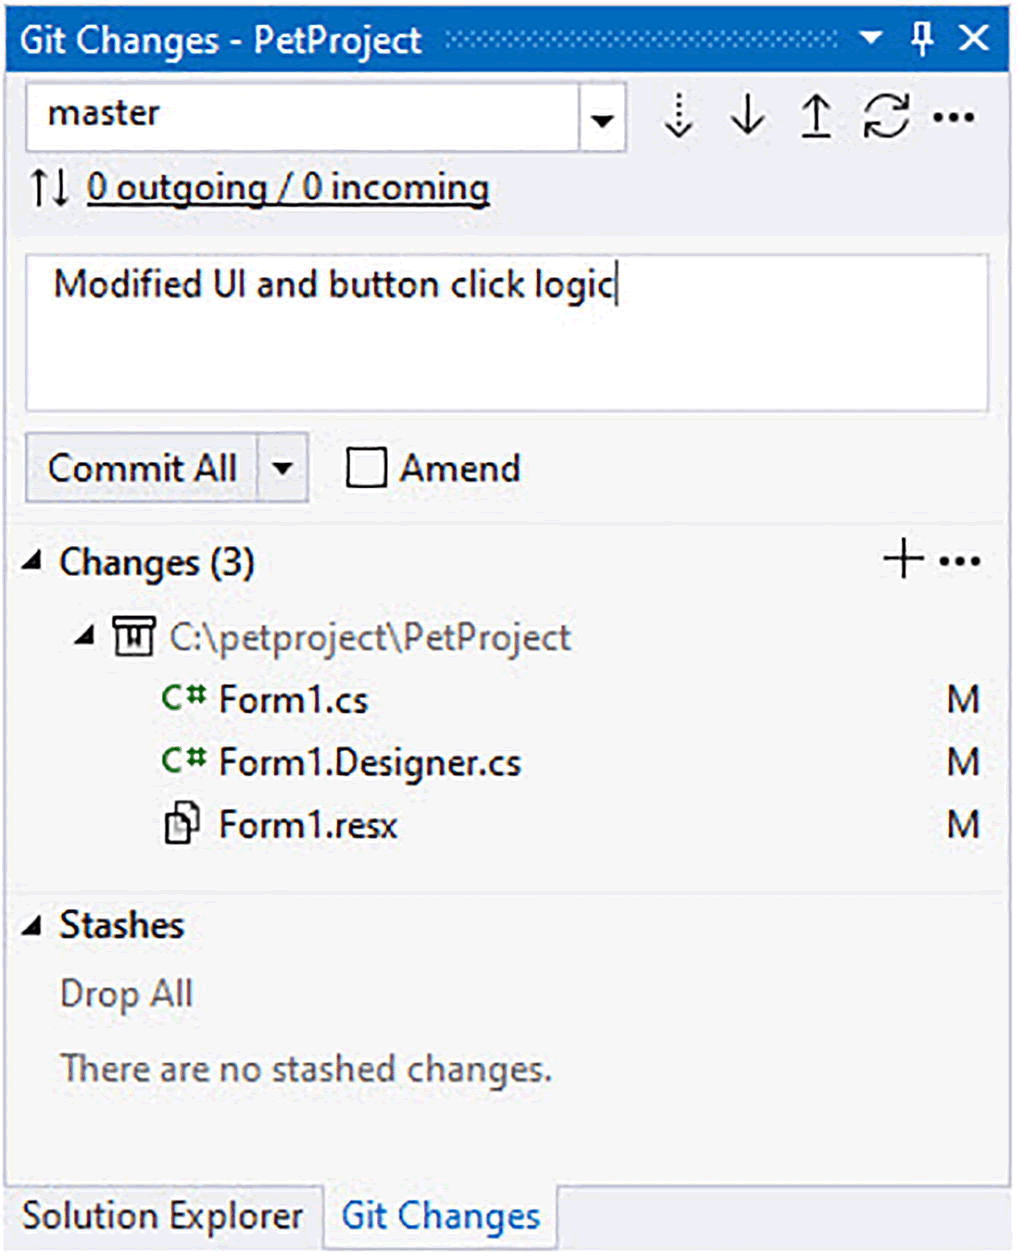 Git Changes - PetProject
master
0 outgoing / 0 incoming
Modified UI and button click logic
Commit All
Amend
Changes (3)
C:\petproject\PetProject
C# Form1.cs M
C# Form1.Designer.cs M
Form1.resx M
Stashes
Drop All
There are no stashed changes.
Solution Explorer Git Changes